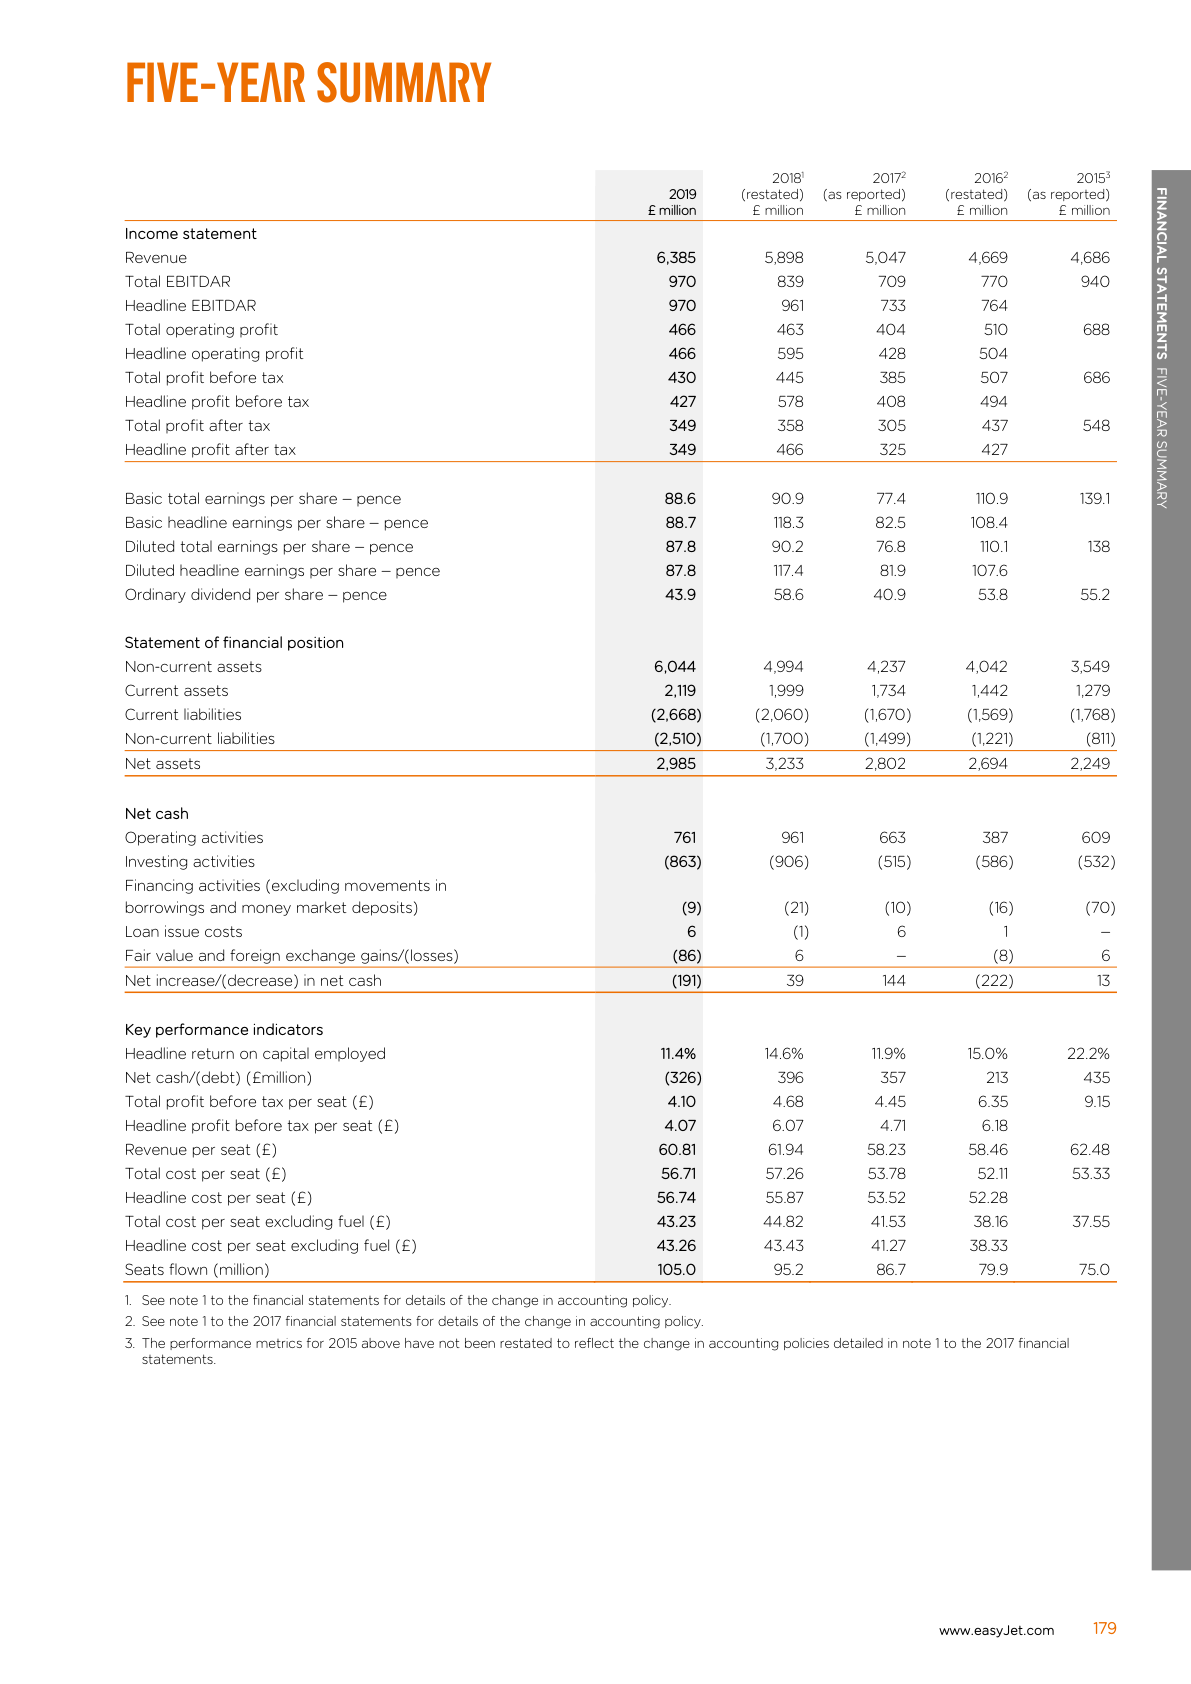 FIVE-YEAR SUMMARY
2019 £ million | 2018¹ (restated) £ million | 2017² (as reported) £ million | 2016² (restated) £ million | 2015³ (as reported) £ million
Income statement
Revenue 6,385 5,898 5,047 4,669 4,686
Total EBITDAR 970 839 709 770 940
Headline EBITDAR 970 961 733 764
Total operating profit 466 463 404 510 688
Headline operating profit 466 595 428 504
Total profit before tax 430 445 385 507 686
Headline profit before tax 427 578 408 494
Total profit after tax 349 358 305 437 548
Headline profit after tax 349 466 325 427
Basic total earnings per share – pence 88.6 90.9 77.4 110.9 139.1
Basic headline earnings per share – pence 88.7 118.3 82.5 108.4
Diluted total earnings per share – pence 87.8 90.2 76.8 110.1 138
Diluted headline earnings per share – pence 87.8 117.4 81.9 107.6
Ordinary dividend per share – pence 43.9 58.6 40.9 53.8 55.2
Statement of financial position
Non-current assets 6,044 4,994 4,237 4,042 3,549
Current assets 2,119 1,999 1,734 1,442 1,279
Current liabilities (2,668) (2,060) (1,670) (1,569) (1,768)
Non-current liabilities (2,510) (1,700) (1,499) (1,221) (811)
Net assets 2,985 3,233 2,802 2,694 2,249
Net cash
Operating activities 761 961 663 387 609
Investing activities (863) (906) (515) (586) (532)
Financing activities (excluding movements in
borrowings and money market deposits) (9) (21) (10) (16) (70)
Loan issue costs 6 (1) 6 1 –
Fair value and foreign exchange gains/(losses) (86) 6 – (8) 6
Net increase/(decrease) in net cash (191) 39 144 (222) 13
Key performance indicators
Headline return on capital employed 11.4% 14.6% 11.9% 15.0% 22.2%
Net cash/(debt) (£million) (326) 396 357 213 435
Total profit before tax per seat (£) 4.10 4.68 4.45 6.35 9.15
Headline profit before tax per seat (£) 4.07 6.07 4.71 6.18
Revenue per seat (£) 60.81 61.94 58.23 58.46 62.48
Total cost per seat (£) 56.71 57.26 53.78 52.11 53.33
Headline cost per seat (£) 56.74 55.87 53.52 52.28
Total cost per seat excluding fuel (£) 43.23 44.82 41.53 38.16 37.55
Headline cost per seat excluding fuel (£) 43.26 43.43 41.27 38.33
Seats flown (million) 105.0 95.2 86.7 79.9 75.0
1. See note 1 to the financial statements for details of the change in accounting policy.
2. See note 1 to the 2017 financial statements for details of the change in accounting policy.
3. The performance metrics for 2015 above have not been restated to reflect the change in accounting policies detailed in note 1 to the 2017 financial
statements.
FINANCIAL STATEMENTS FIVE-YEAR SUMMARY
www.easyJet.com 179